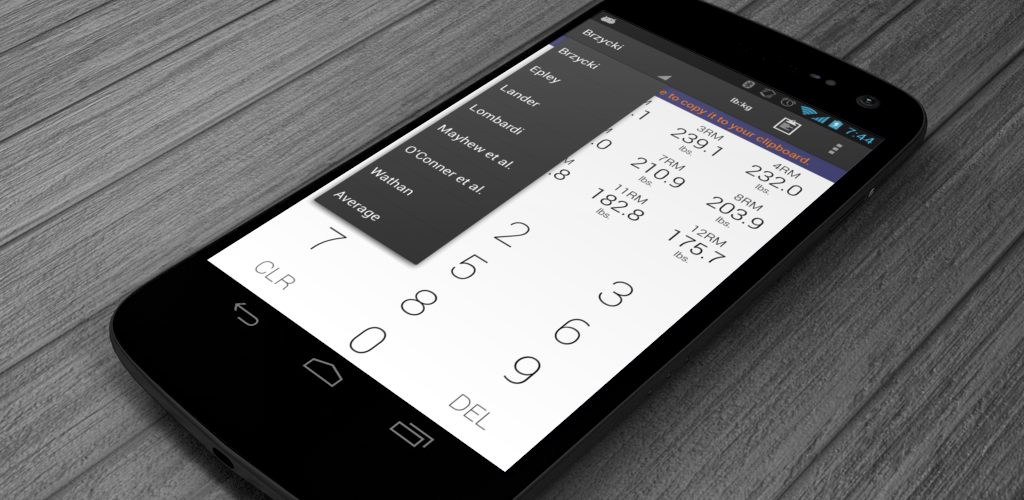 Brzycki
lb:kg
7:44
Brzycki
Epley
Lander
Lombardi
Mayhew et al.
O'Conner et al.
Wathan
Average
e to copy it to your clipboard.
3RM
239.1
lbs.
4RM
232.0
lbs.
7RM
210.9
lbs.
8RM
203.9
lbs.
11RM
182.8
lbs.
12RM
175.7
lbs.
.1
.0
.8
2
3
5
6
7
8
9
CLR
0
DEL